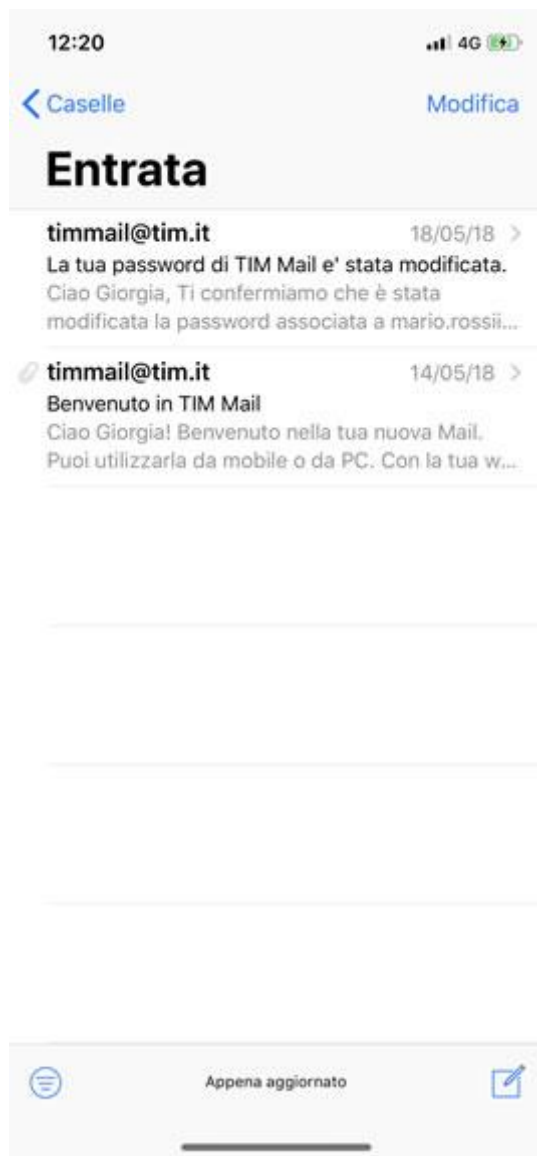 12:20 4G
Caselle Modifica
Entrata
timmail@tim.it 18/05/18
La tua password di TIM Mail e' stata modificata.
Ciao Giorgia, Ti confermiamo che è stata
modificata la password associata a mario.rossii...
timmail@tim.it 14/05/18
Benvenuto in TIM Mail
Ciao Giorgia! Benvenuto nella tua nuova Mail.
Puoi utilizzarla da mobile o da PC. Con la tua w...
Appena aggiornato